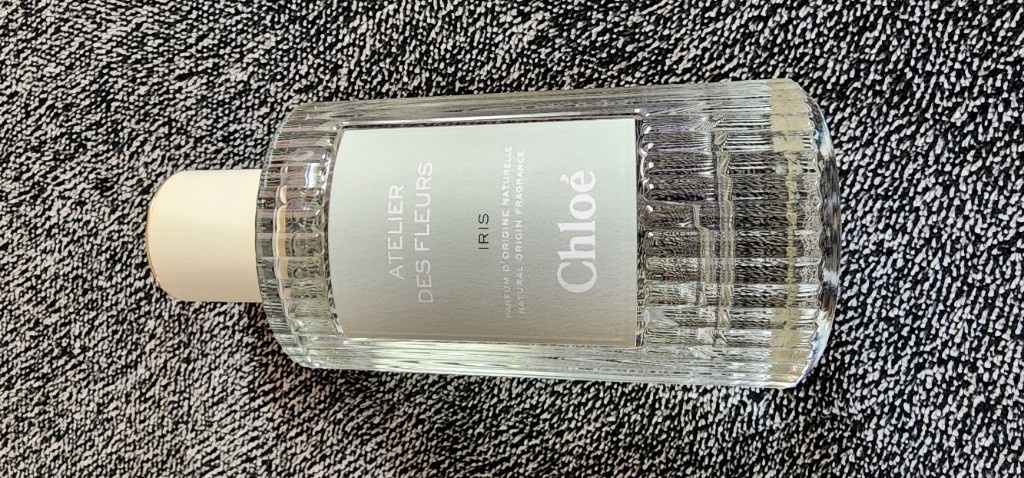 ATELIER
DES FLEURS
IRIS
PARFUM D'ORIGINE NATURELLE
NATURAL ORIGIN FRAGRANCE
Chloé